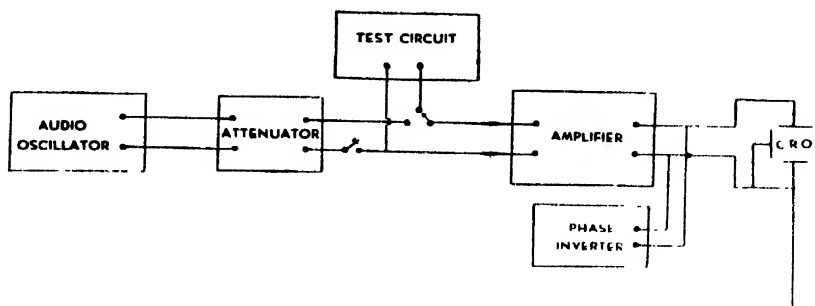 TEST CIRCUIT
AUDIO
OSCILLATOR
ATTENUATOR
AMPLIFIER
C R O
PHASE
INVERTER